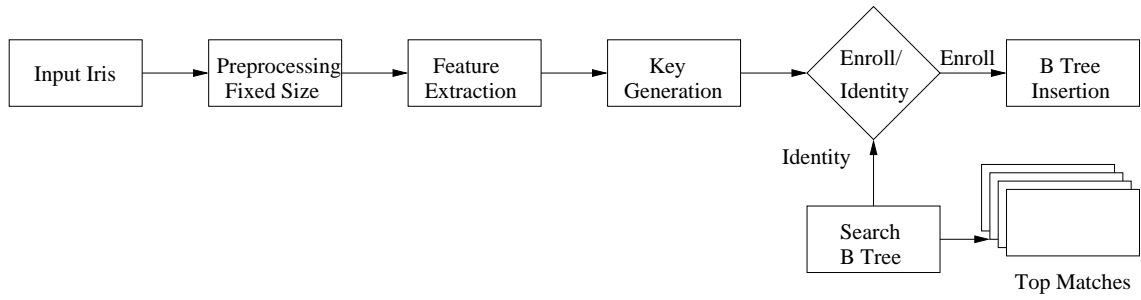 Input Iris
Preprocessing
Fixed Size
Feature
Extraction
Key
Generation
Enroll/
Identity
Enroll
B Tree
Insertion
Identity
Search
B Tree
Top Matches